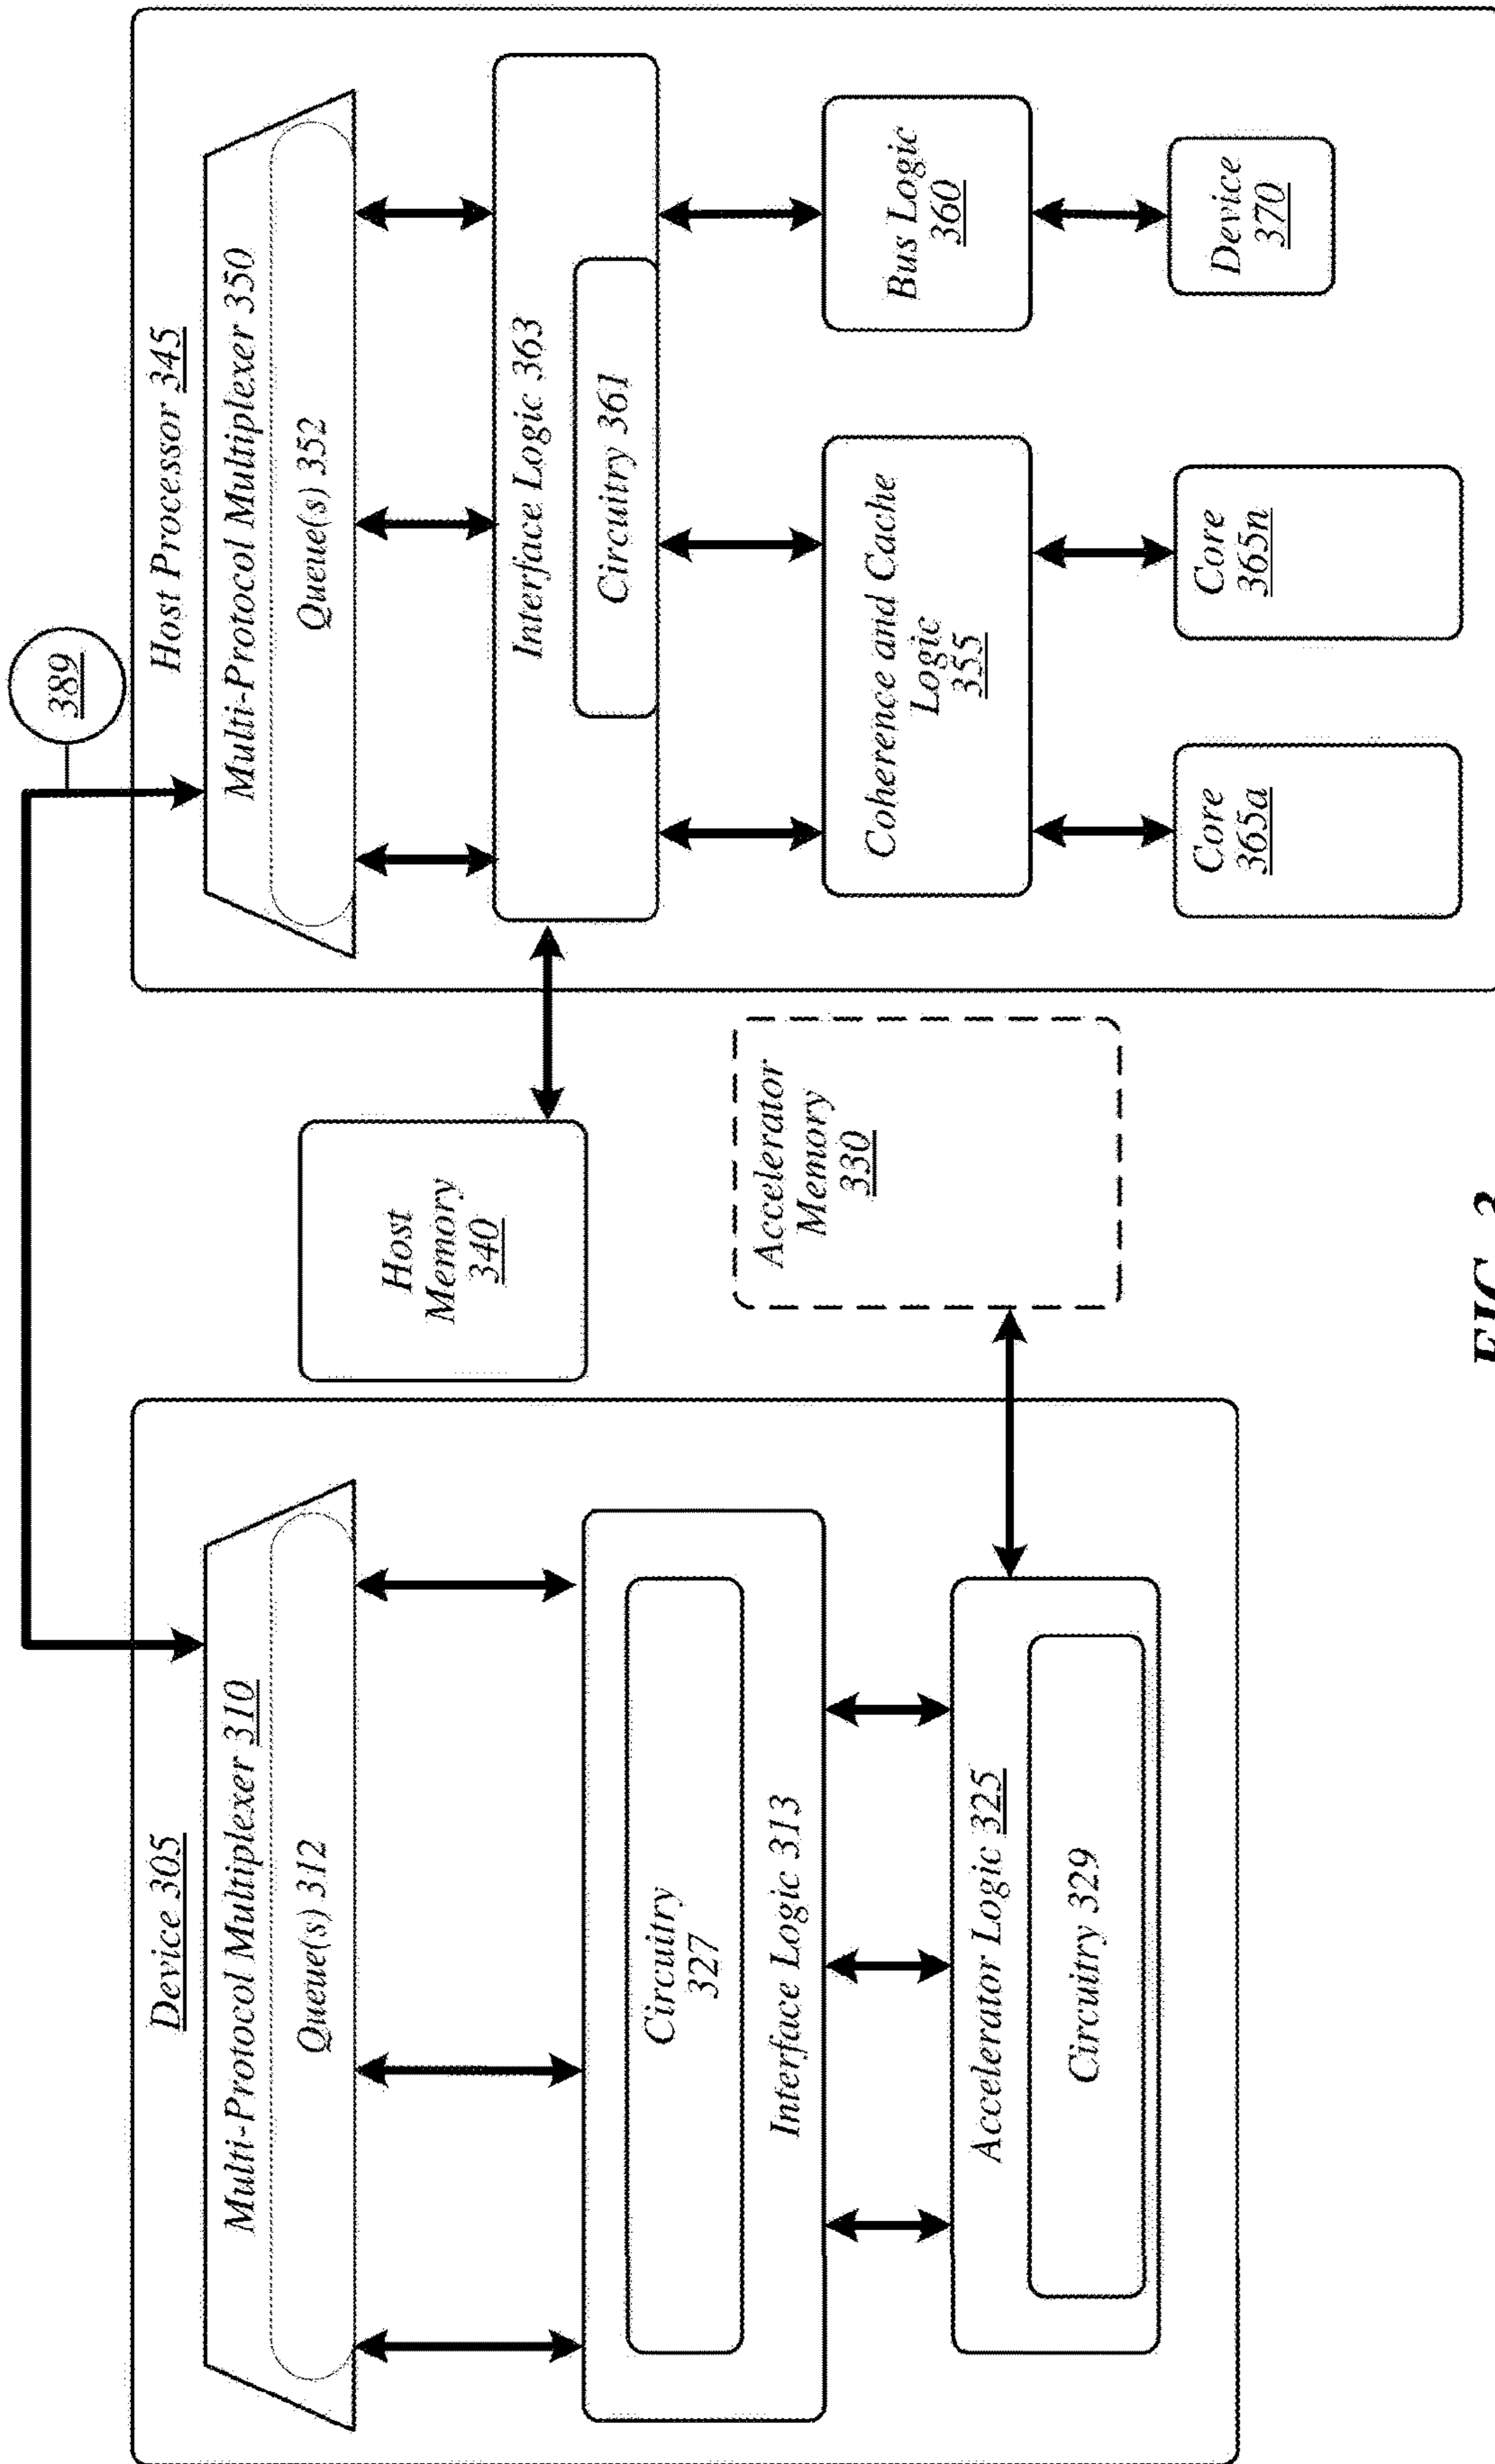 389
Device 305
Multi-Protocol Multiplexer 310
Queue(s) 312
Circuitry
327
Interface Logic 313
Accelerator Logic 325
Circuitry 329
Host
Memory
340
Accelerator
Memory
330
Host Processor 345
Multi-Protocol Multiplexer 350
Queue(s) 352
Interface Logic 363
Circuitry 361
Coherence and Cache
Logic
355
Bus Logic
360
Core
365a
Core
365n
Device
370
FIG. 3